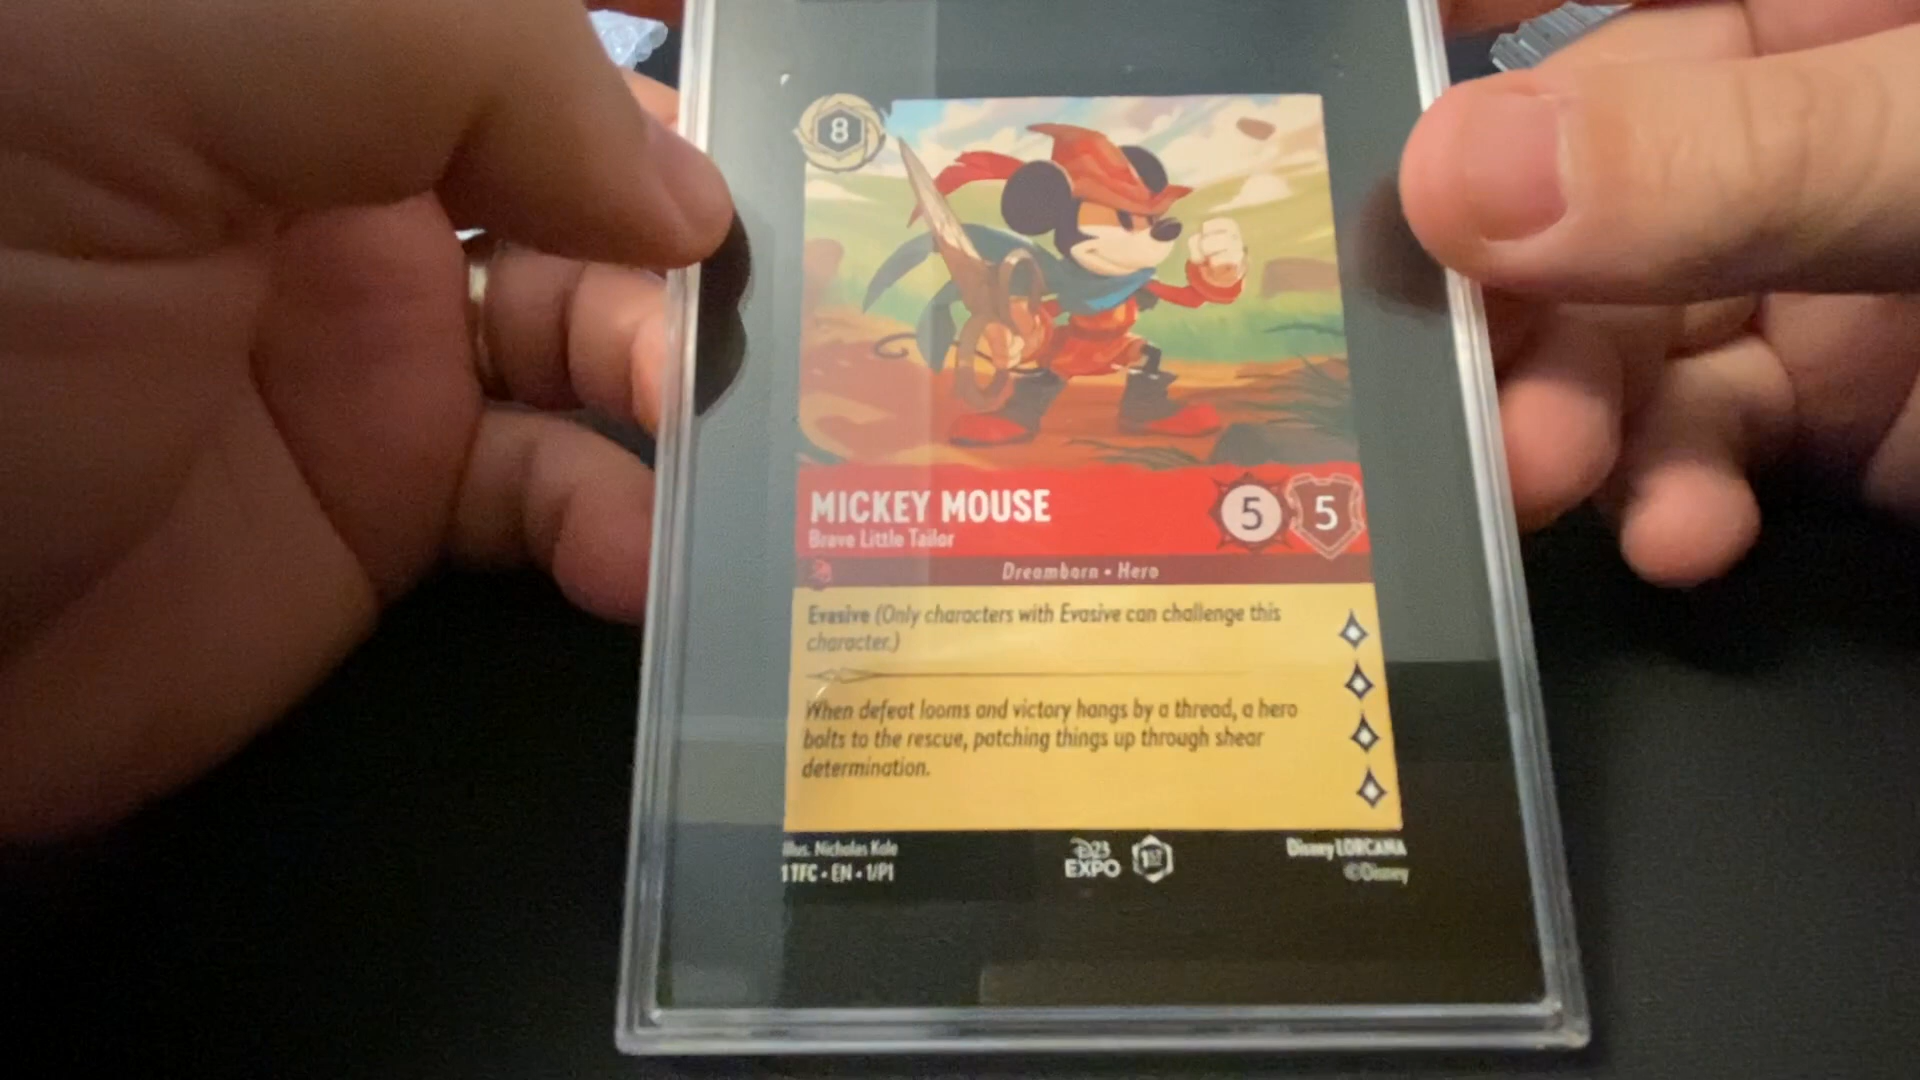 8
MICKEY MOUSE
Brave Little Tailor
5 5
Dreamborn • Hero
Evasive (Only characters with Evasive can challenge this
character.)
When defeat looms and victory hangs by a thread, a hero
bolts to the rescue, patching things up through shear
determination.
Illus. Nicholas Kole
1TFC • EN • 1/P1
D23
EXPO
1ST
Disney LORCANA
©Disney